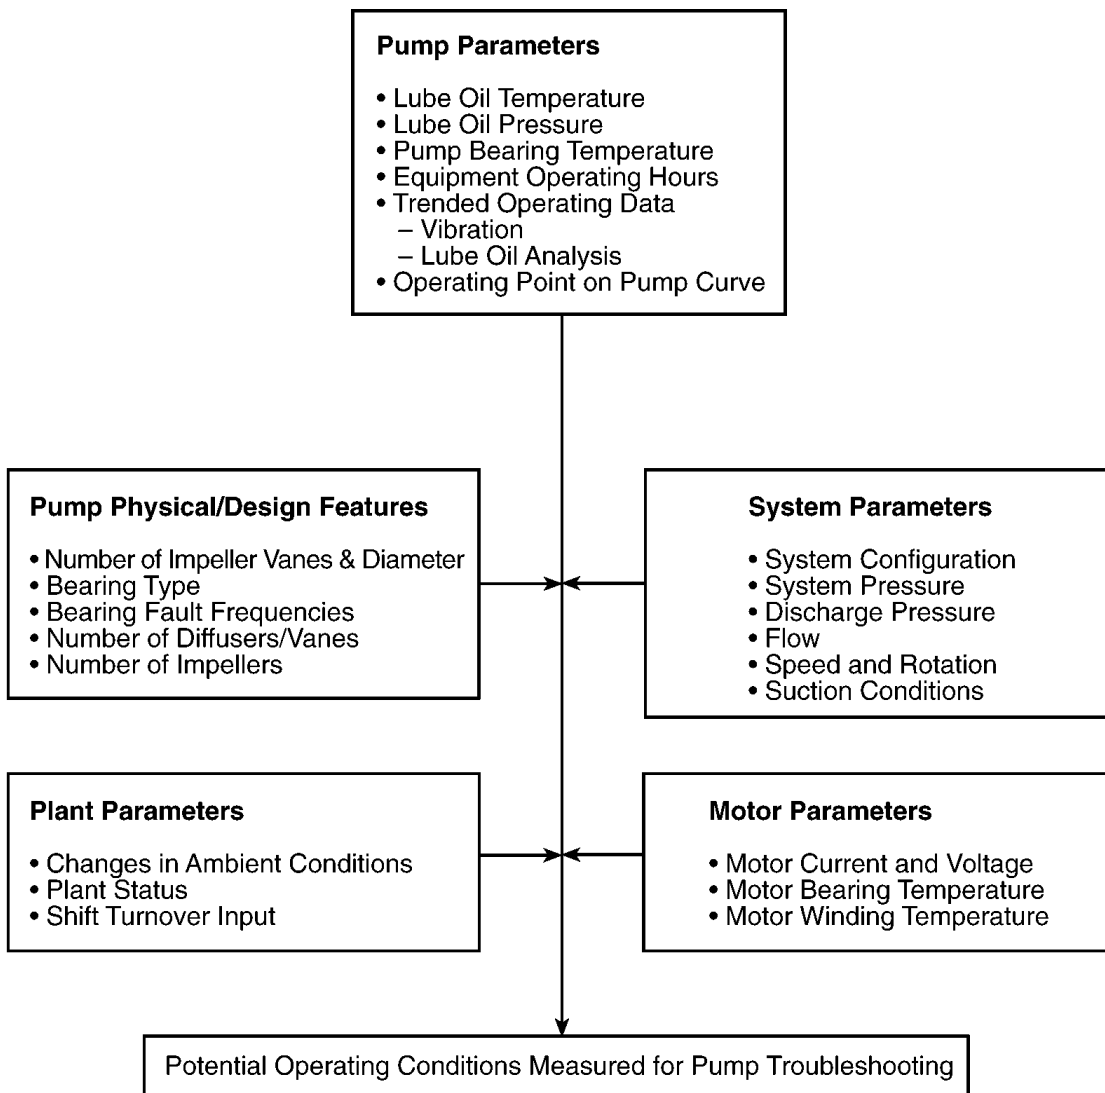 Pump Parameters
• Lube Oil Temperature
• Lube Oil Pressure
• Pump Bearing Temperature
• Equipment Operating Hours
• Trended Operating Data
– Vibration
– Lube Oil Analysis
• Operating Point on Pump Curve
Pump Physical/Design Features
• Number of Impeller Vanes & Diameter
• Bearing Type
• Bearing Fault Frequencies
• Number of Diffusers/Vanes
• Number of Impellers
System Parameters
• System Configuration
• System Pressure
• Discharge Pressure
• Flow
• Speed and Rotation
• Suction Conditions
Plant Parameters
• Changes in Ambient Conditions
• Plant Status
• Shift Turnover Input
Motor Parameters
• Motor Current and Voltage
• Motor Bearing Temperature
• Motor Winding Temperature
Potential Operating Conditions Measured for Pump Troubleshooting